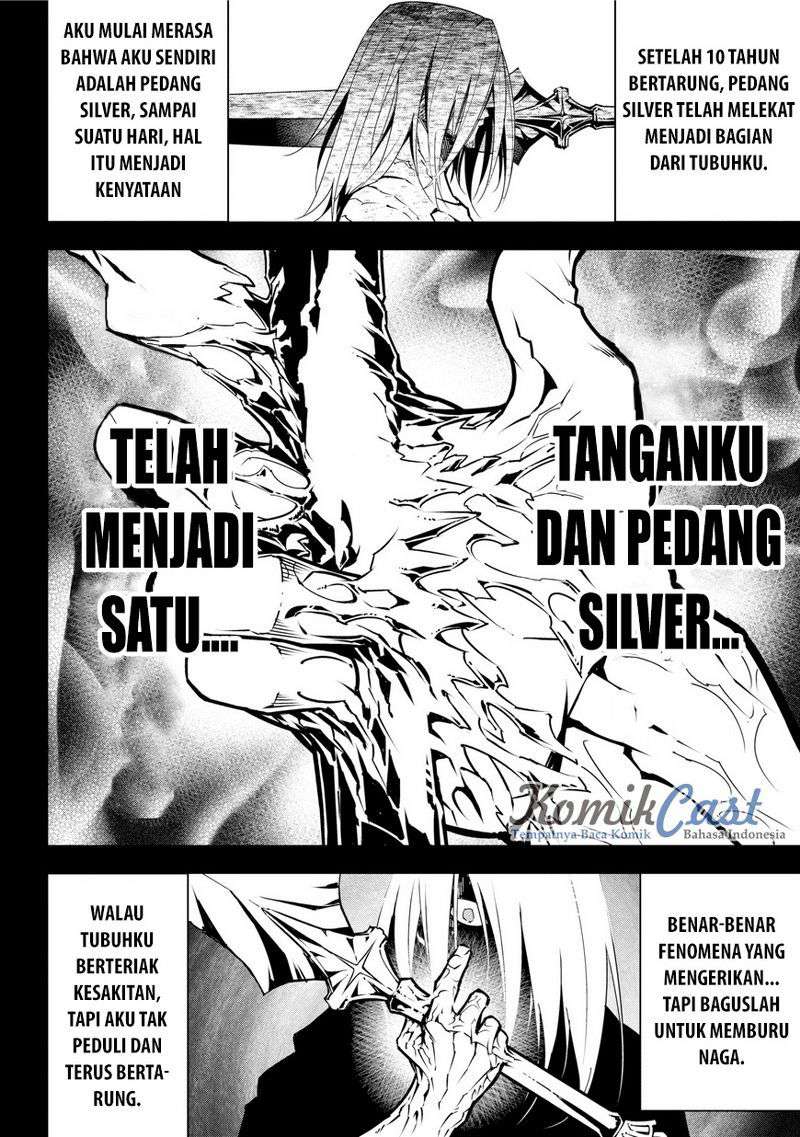 SETELAH 10 TAHUN
BERTARUNG, PEDANG
SILVER TELAH MELEKAT
MENJADI BAGIAN
DARI TUBUHKU.
AKU MULAI MERASA
BAHWA AKU SENDIRI
ADALAH PEDANG
SILVER, SAMPAI
SUATU HARI, HAL
ITU MENJADI
KENYATAAN
TANGANKU
DAN PEDANG
SILVER...
TELAH
MENJADI
SATU....
KomikCast
Tempatnya Baca Komik Bahasa Indonesia
BENAR-BENAR
FENOMENA YANG
MENGERIKAN...
TAPI BAGUSLAH
UNTUK MEMBURU
NAGA.
WALAU
TUBUHKU
BERTERIAK
KESAKITAN,
TAPI AKU TAK
PEDULI DAN
TERUS BERTA-
RUNG.